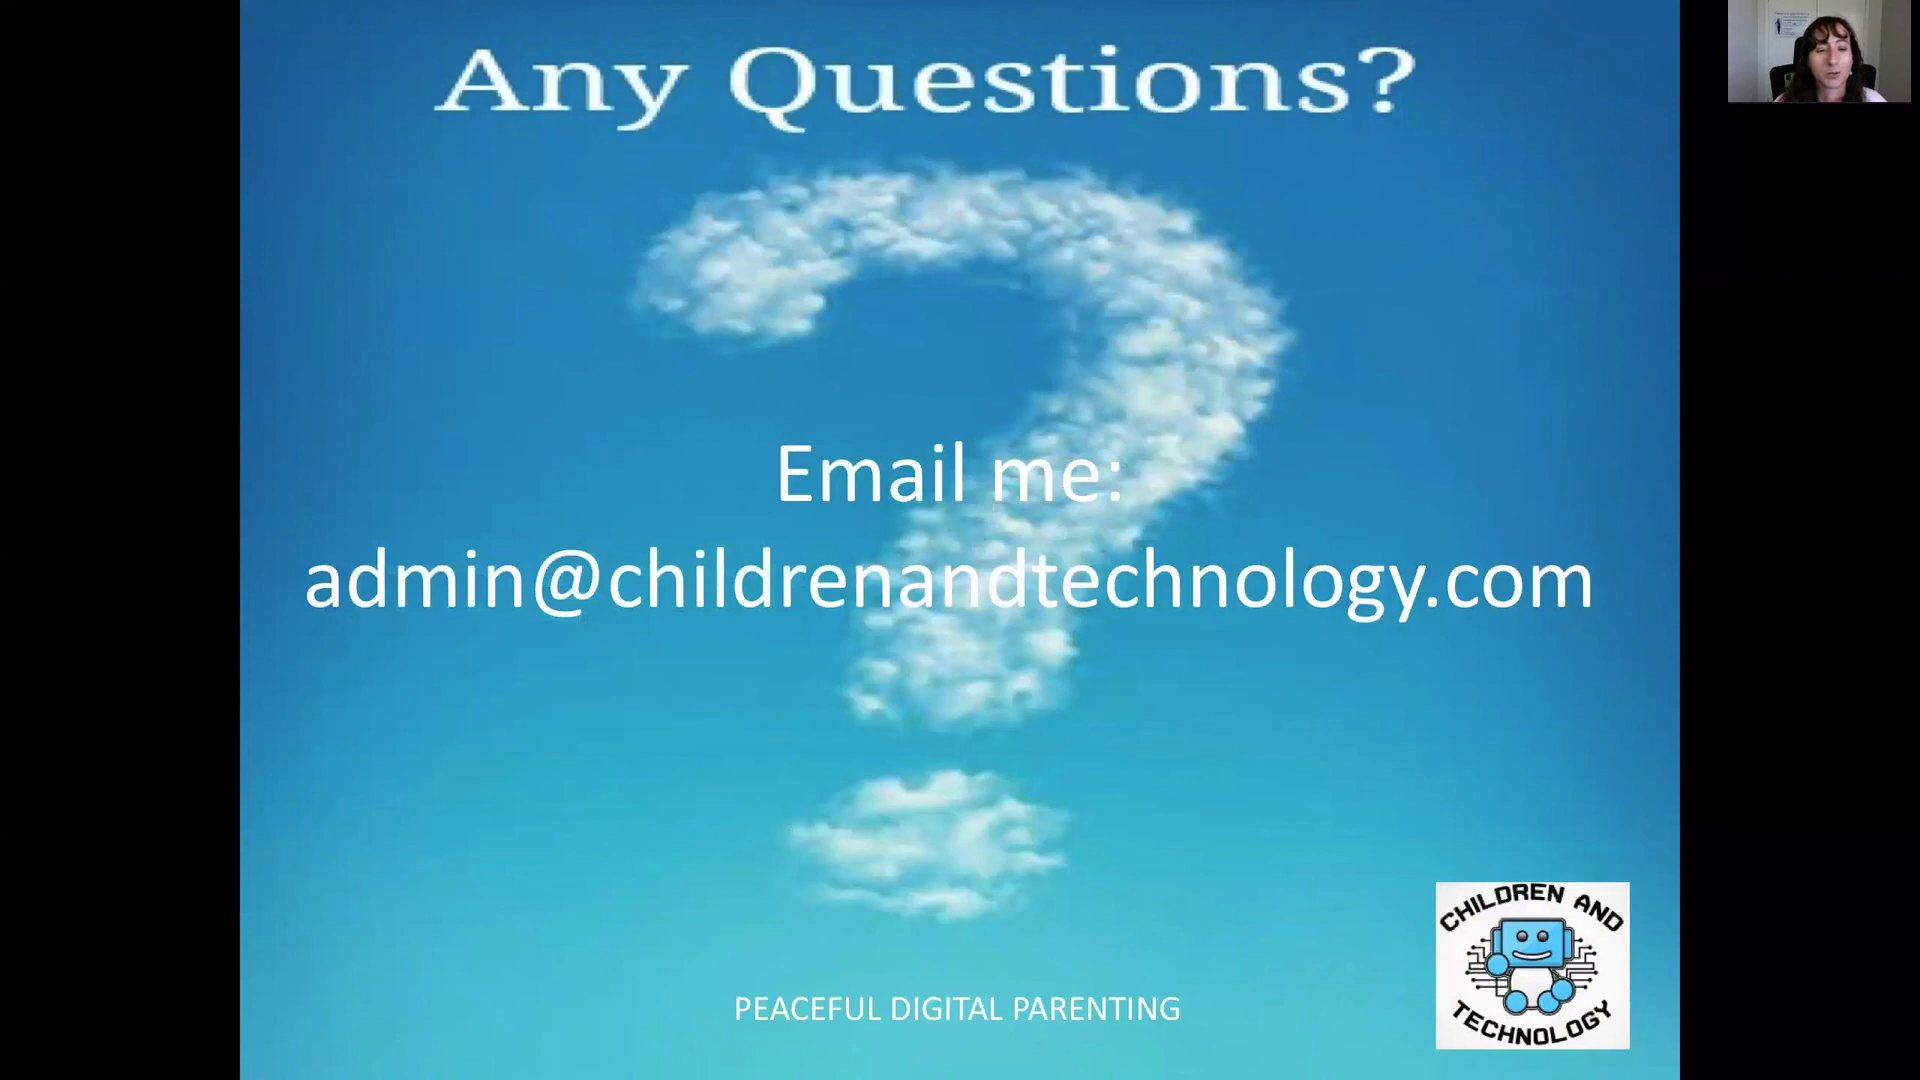 Any Questions?
Email me:
admin@childrenandtechnology.com
PEACEFUL DIGITAL PARENTING
CHILDREN AND
TECHNOLOGY